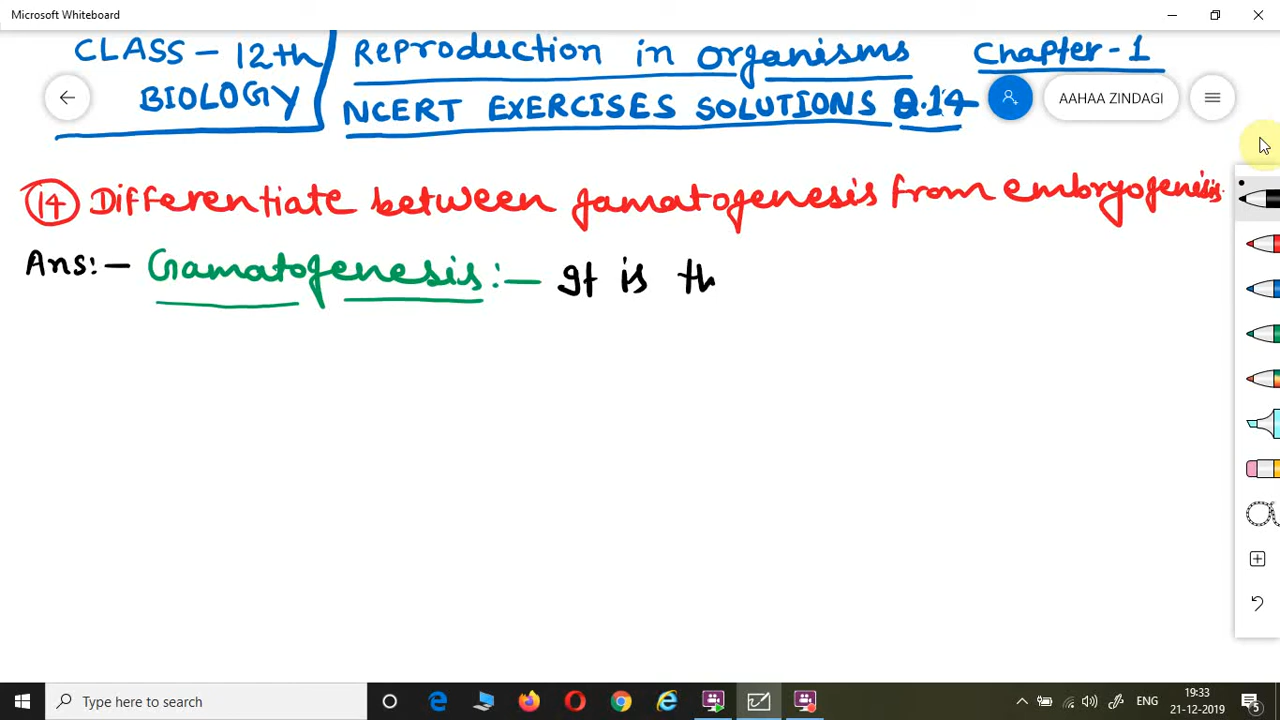 Microsoft Whiteboard
CLASS - 12th
BIOLOGY
Reproduction in organisms Chapter - 1
NCERT EXERCISES SOLUTIONS Q.14
AAHAA ZINDAGI
14 Differentiate between gamatogenesis from embryogenesis.
Ans:- Gamatogenesis:- It is th
Type here to search
ENG
19:33
21-12-2019
5